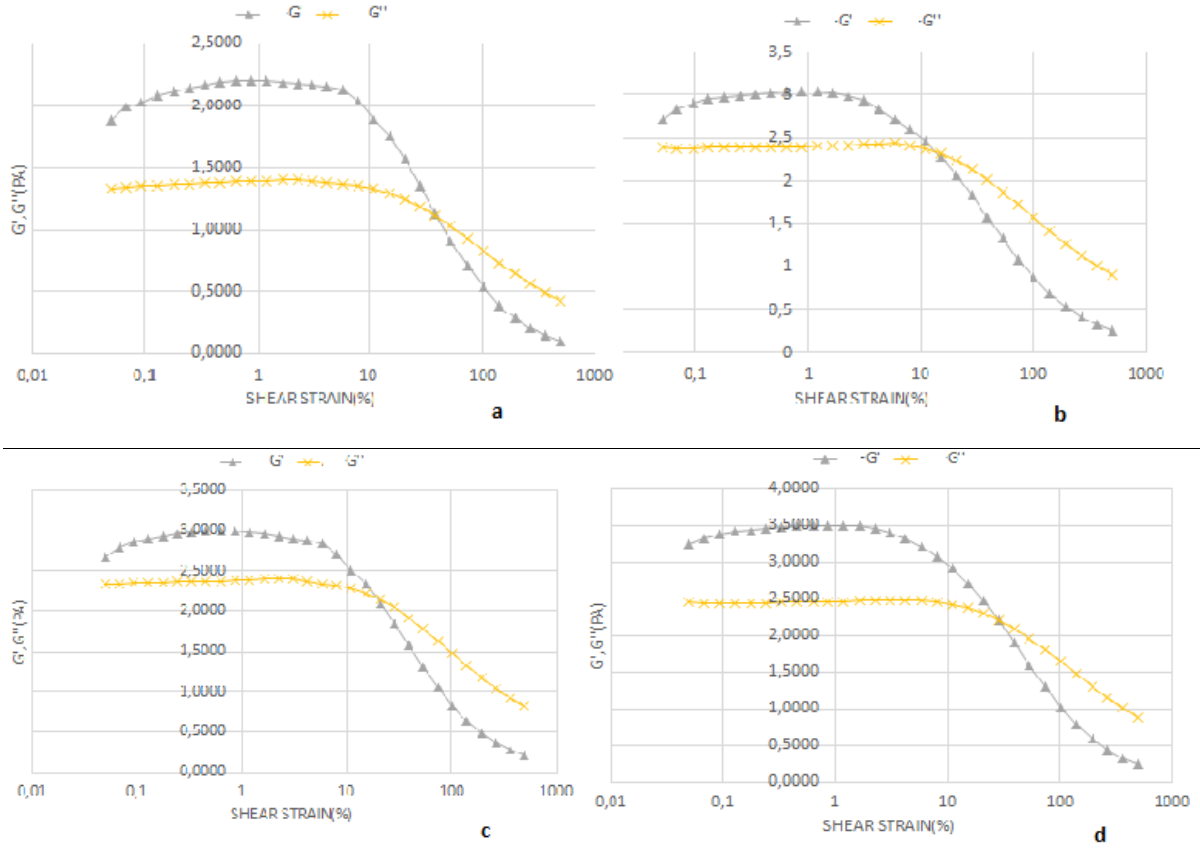 -G G''
2,5000
2,0000
1,5000
1,0000
0,5000
0,0000
0,01 0,1 1 10 100 1000
G', G''(PA)
SHEAR STRAIN(%)
a
-G' -G''
3,5
3
2,5
2
1,5
1
0,5
0
0,1 1 10 100 1000
SHEAR STRAIN(%)
b
G' G''
3,5000
3,0000
2,5000
2,0000
1,5000
1,0000
0,5000
0,0000
0,01 0,1 1 10 100 1000
G', G''(PA)
SHEAR STRAIN(%)
c
-G' G''
4,0000
3,5000
3,0000
2,5000
2,0000
1,5000
1,0000
0,5000
0,0000
0,01 0,1 1 10 100 1000
G', G''(PA)
SHEAR STRAIN(%)
d